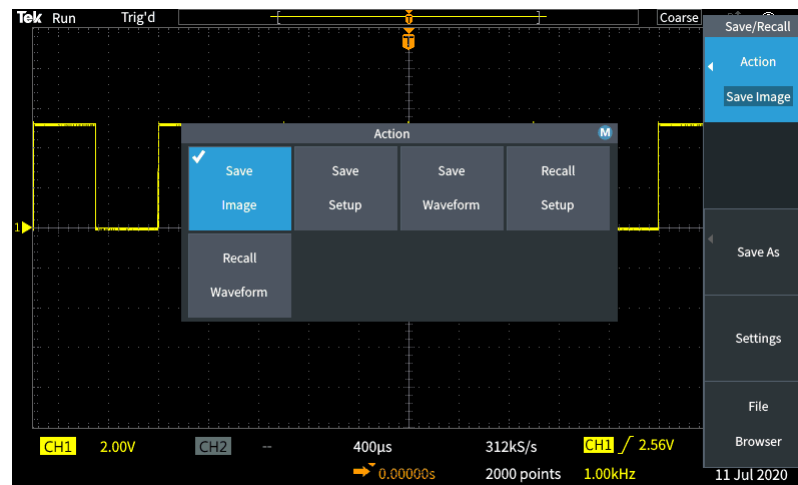 Tek Run Trig'd T Coarse
Save/Recall
T
Action
Save Image
Action M
Save Image
Save Setup
Save Waveform
Recall Setup
Recall Waveform
1
Save As
Settings
File Browser
CH1 2.00V CH2 -- 400μs 312kS/s CH1 2.56V
0.00000s 2000 points 1.00kHz 11 Jul 2020